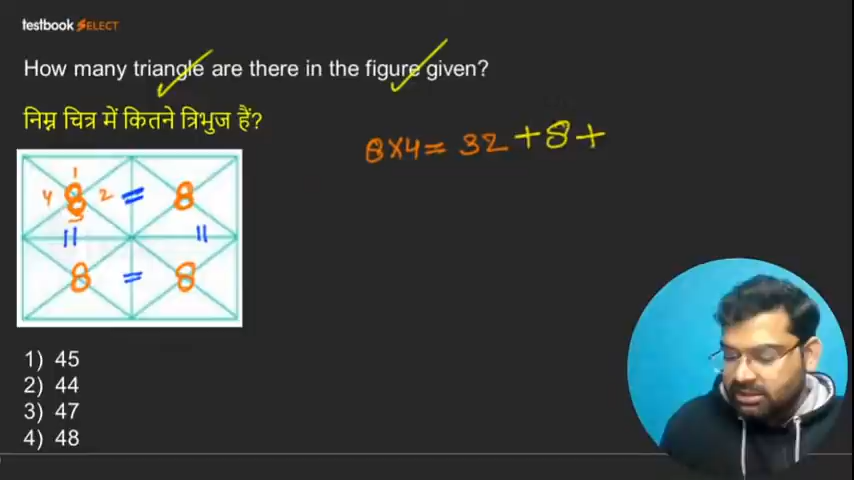 testbook SELECT
How many triangle are there in the figure given?
निम्न चित्र में कितने त्रिभुज हैं?
8x4= 32 +8+
1
4 8 2 = 8
3
11 11
8 = 8
1) 45
2) 44
3) 47
4) 48